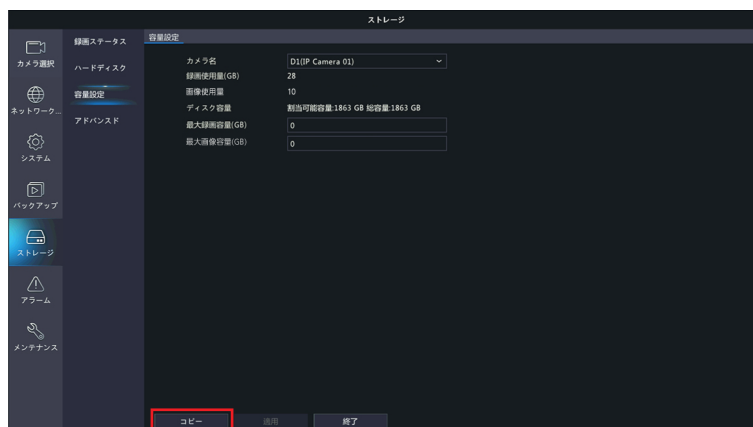 ストレージ
カメラ選択
ネットワーク...
システム
バックアップ
ストレージ
アラーム
メンテナンス
録画ステータス
ハードディスク
容量設定
アドバンスド
容量設定
カメラ名 D1(IP Camera 01)
録画使用量(GB) 28
画像使用量 10
ディスク容量 割当可能容量:1863 GB 総容量:1863 GB
最大録画容量(GB) 0
最大画像容量(GB) 0
コピー 適用 終了